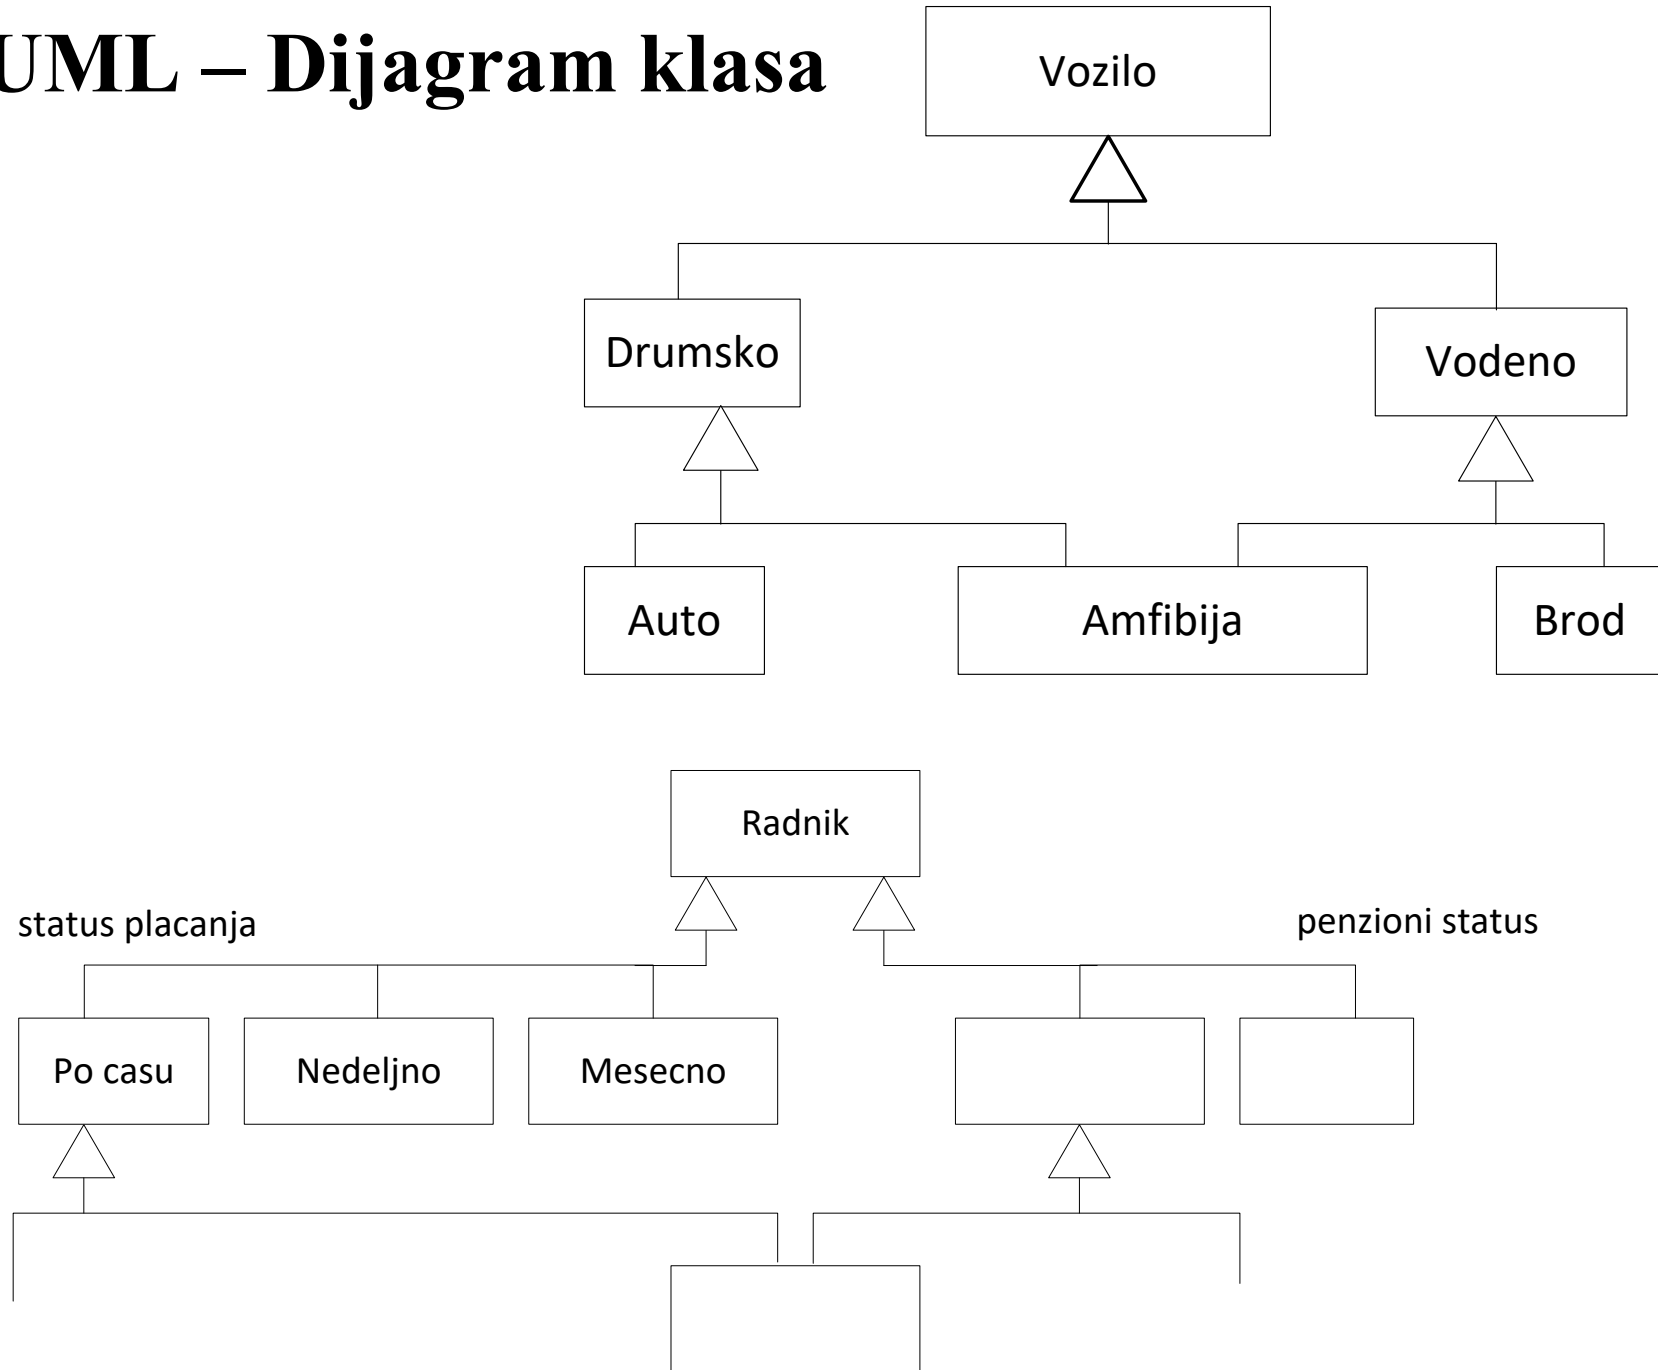 UML – Dijagram klasa
Vozilo
Drumsko
Vodeno
Auto
Amfibija
Brod
Radnik
status placanja
penzioni status
Po casu
Nedeljno
Mesecno